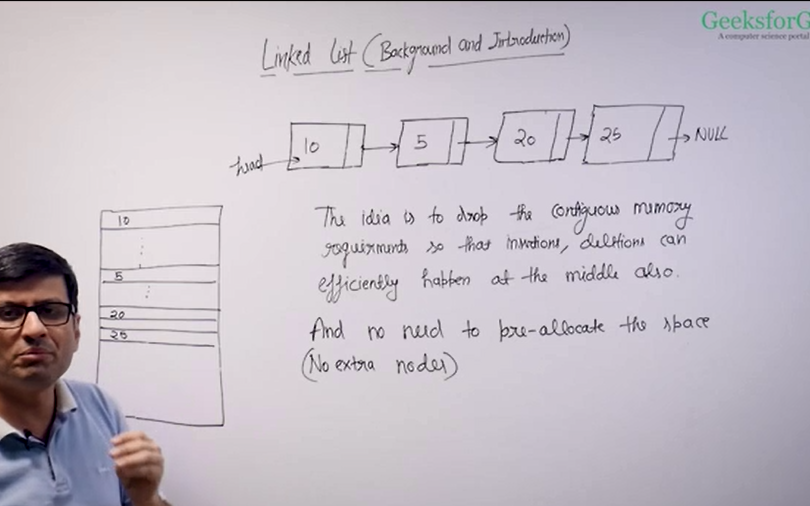 GeeksforG
A computer science portal
Linked List (Background and Introduction)
head 10 5 20 25 NULL
10
5
20
25
The idia is to drop the contiguous memory
requirments so that insertions, deletions can
efficiently happen at the middle also.
And no need to pre-allocate the space
(No extra nodes)